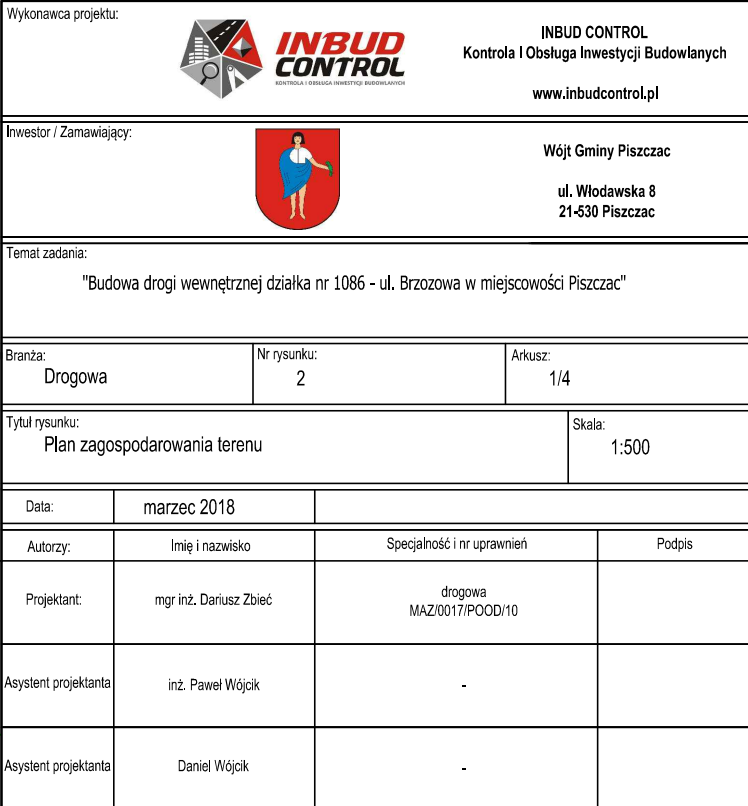 Wykonawca projektu:
INBUD
CONTROL
KONTROLA I OBSŁUGA INWESTYCJI BUDOWLANYCH
INBUD CONTROL
Kontrola I Obsługa Inwestycji Budowlanych
www.inbudcontrol.pl
Inwestor / Zamawiający:
Wójt Gminy Piszczac
ul. Włodawska 8
21-530 Piszczac
Temat zadania:
"Budowa drogi wewnętrznej działka nr 1086 - ul. Brzozowa w miejscowości Piszczac"
Branża:
Drogowa
Nr rysunku:
2
Arkusz:
1/4
Tytuł rysunku:
Plan zagospodarowania terenu
Skala:
1:500
Data:
marzec 2018
Autorzy:
Imię i nazwisko
Specjalność i nr uprawnień
Podpis
Projektant:
mgr inż. Dariusz Zbieć
drogowa
MAZ/0017/POOD/10
Asystent projektanta
inż. Paweł Wójcik
-
Asystent projektanta
Daniel Wójcik
-